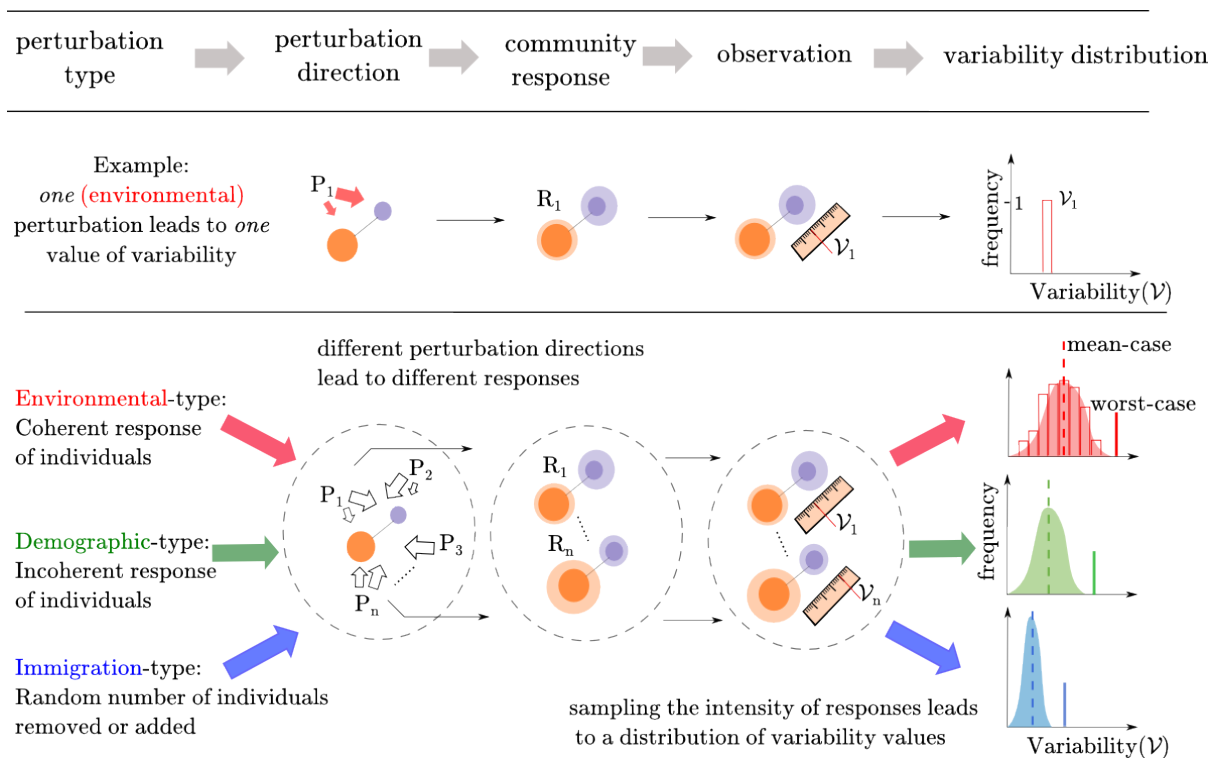 perturbation
type
perturbation
direction
community
response
observation
variability distribution
Example:
one (environmental)
perturbation leads to one
value of variability
P₁
R₁
𝒱₁
frequency
1
𝒱₁
Variability(𝒱)
different perturbation directions
lead to different responses
Environmental-type:
Coherent response
of individuals
Demographic-type:
Incoherent response
of individuals
Immigration-type:
Random number of individuals
removed or added
P₁
P₂
P₃
Pₙ
R₁
Rₙ
𝒱₁
𝒱ₙ
mean-case
worst-case
frequency
Variability(𝒱)
sampling the intensity of responses leads
to a distribution of variability values